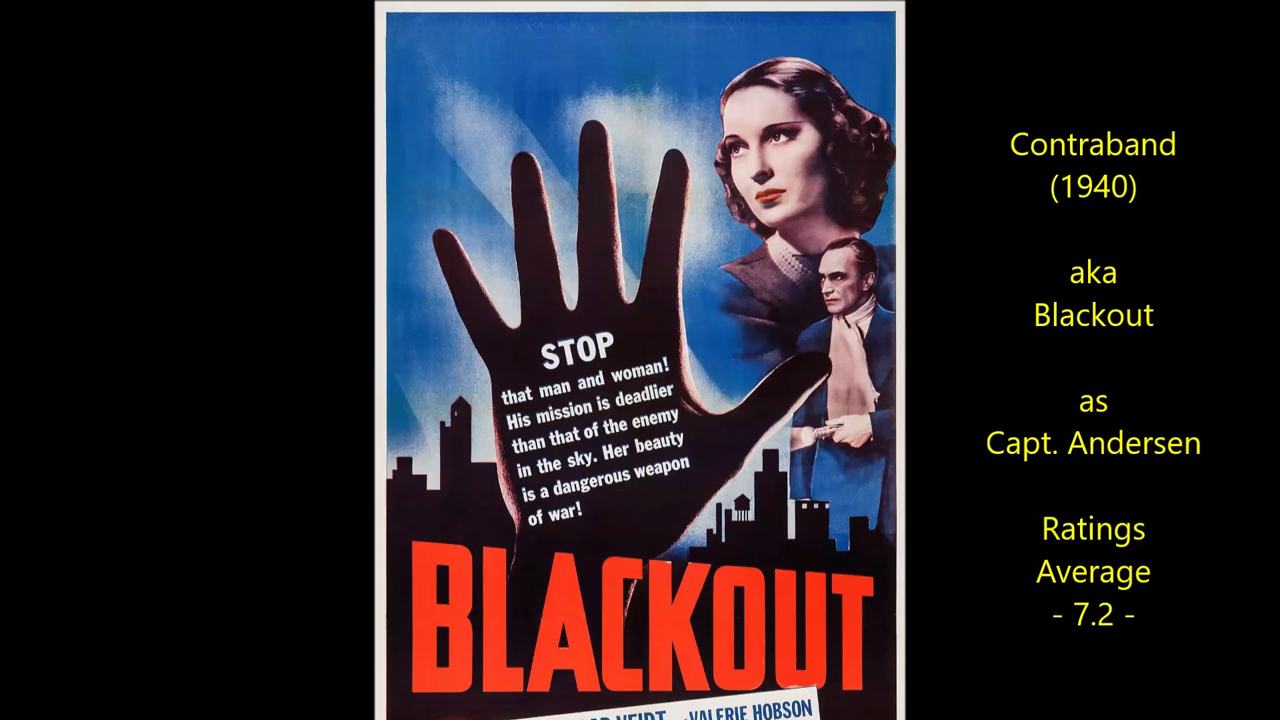 STOP
that man and woman!
His mission is deadlier
than that of the enemy
in the sky. Her beauty
is a dangerous weapon
of war!
BLACKOUT
VEIDT VALERIE HOBSON
Contraband
(1940)
aka
Blackout
as
Capt. Andersen
Ratings
Average
- 7.2 -